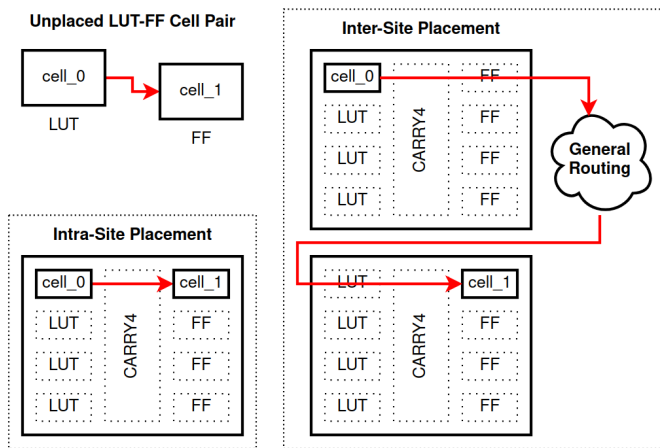 Unplaced LUT-FF Cell Pair
cell_0
cell_1
LUT
FF
Intra-Site Placement
cell_0
cell_1
LUT
FF
LUT
FF
LUT
FF
CARRY4
Inter-Site Placement
cell_0
FF
LUT
FF
LUT
FF
LUT
FF
CARRY4
General
Routing
LUT
cell_1
LUT
FF
LUT
FF
LUT
FF
CARRY4